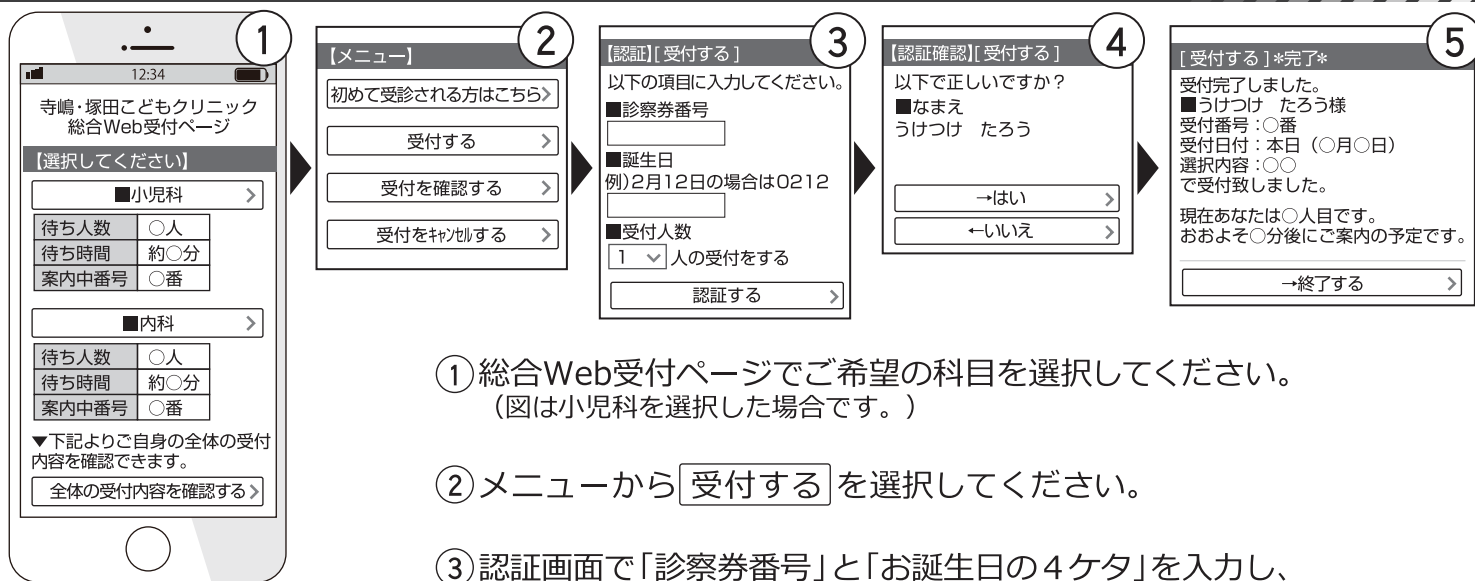 ①
12:34
寺嶋・塚田こどもクリニック
総合Web受付ページ
【選択してください】
■小児科 >
待ち人数 ○人
待ち時間 約○分
案内中番号 ○番
■内科 >
待ち人数 ○人
待ち時間 約○分
案内中番号 ○番
▼下記よりご自身の全体の受付
内容を確認できます。
全体の受付内容を確認する >
②
【メニュー】
初めて受診される方はこちら >
受付する >
受付を確認する >
受付をｷｬﾝｾﾙする >
③
【認証】[ 受付する ]
以下の項目に入力してください。
■診察券番号
■誕生日
例)2月12日の場合は0212
■受付人数
1 人の受付をする
認証する >
④
【認証確認】[ 受付する ]
以下で正しいですか？
■なまえ
うけつけ　たろう
→はい >
←いいえ >
⑤
[ 受付する ]*完了*
受付完了しました。
■うけつけ　たろう様
受付番号：○番
受付日付：本日（○月○日）
選択内容：○○
で受付致しました。
現在あなたは○人目です。
おおよそ○分後にご案内の予定です。
→終了する >
①総合Web受付ページでご希望の科目を選択してください。
（図は小児科を選択した場合です。）
②メニューから 受付する を選択してください。
③認証画面で「診察券番号」と「お誕生日の４ケタ」を入力し、